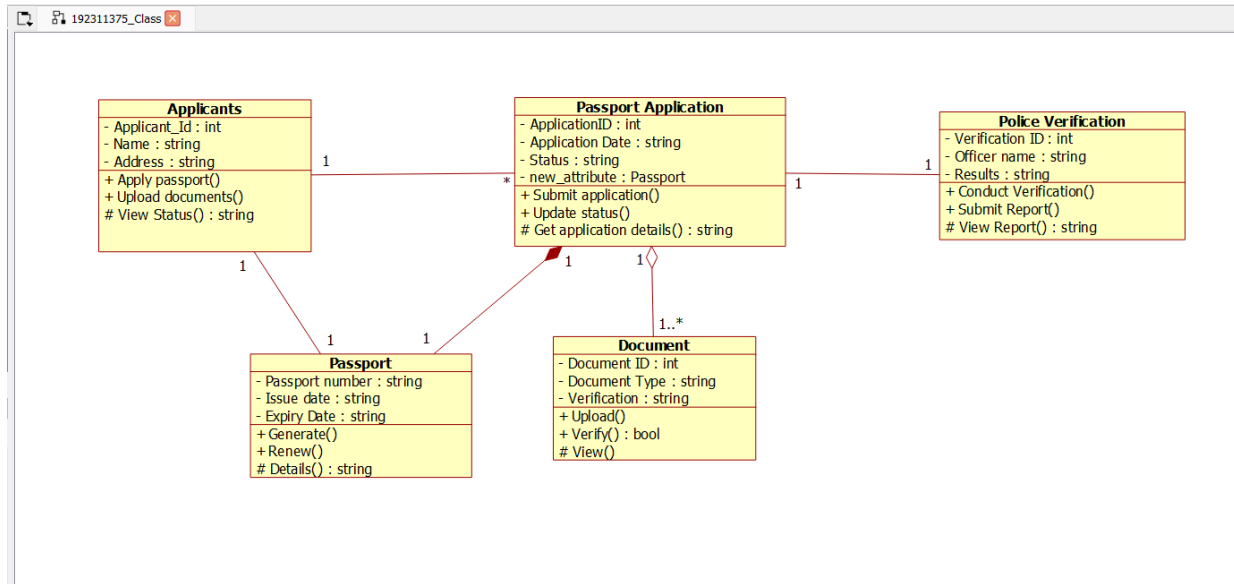 192311375_Class
Applicants
- Applicant_Id : int
- Name : string
- Address : string
+ Apply passport()
+ Upload documents()
# View Status() : string
1
*
Passport Application
- ApplicationID : int
- Application Date : string
- Status : string
- new_attribute : Passport
+ Submit application()
+ Update status()
# Get application details() : string
1
1
Police Verification
- Verification ID : int
- Officer name : string
- Results : string
+ Conduct Verification()
+ Submit Report()
# View Report() : string
1
1
1
1
1
1..*
Passport
- Passport number : string
- Issue date : string
- Expiry Date : string
+ Generate()
+ Renew()
# Details() : string
Document
- Document ID : int
- Document Type : string
- Verification : string
+ Upload()
+ Verify() : bool
# View()